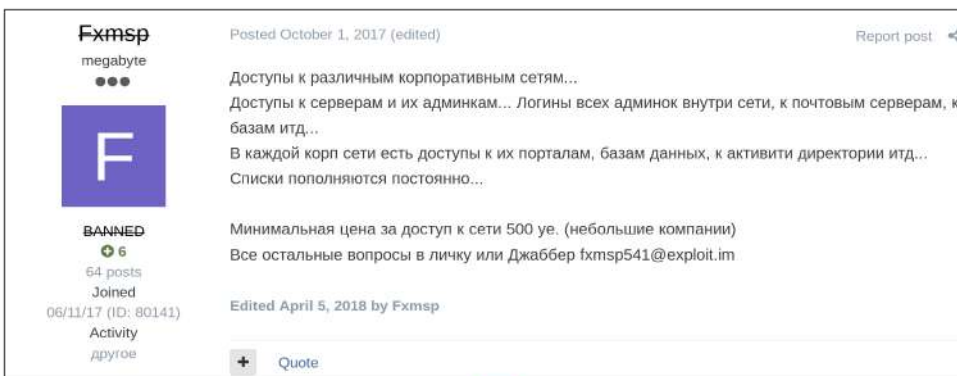 Fxmsp
megabyte
F
BANNED
6
64 posts
Joined
06/11/17 (ID: 80141)
Activity
другое
Posted October 1, 2017 (edited)
Report post
Доступы к различным корпоративным сетям...
Доступы к серверам и их админкам... Логины всех админок внутри сети, к почтовым серверам, к
базам итд...
В каждой корп сети есть доступы к их порталам, базам данных, к активити директории итд...
Списки пополняются постоянно...
Минимальная цена за доступ к сети 500 уе. (небольшие компании)
Все остальные вопросы в личку или Джаббер fxmsp541@exploit.im
Edited April 5, 2018 by Fxmsp
+ Quote